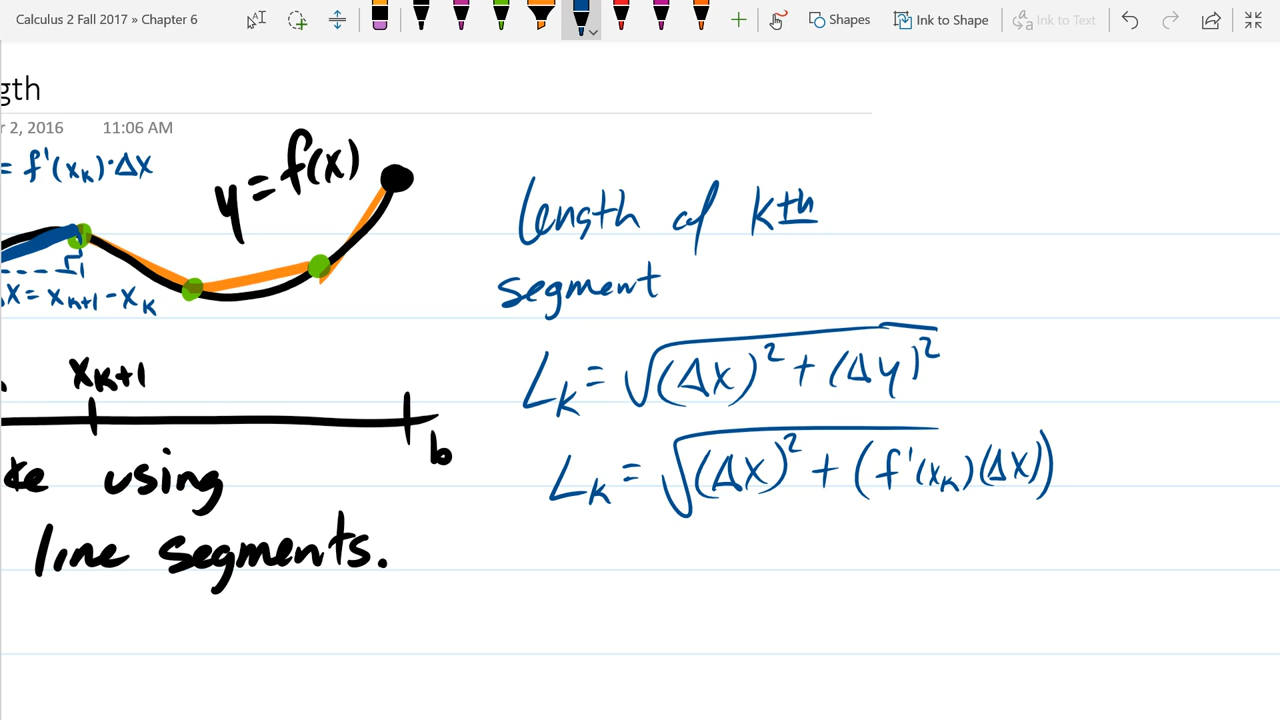 Calculus 2 Fall 2017 » Chapter 6
Shapes
Ink to Shape
Ink to Text
gth
r 2, 2016 11:06 AM
= f'(xₖ)·Δx
y = f(x)
x = xₖ₊₁ - xₖ
xₖ₊₁
b
ke using
line segments.
length of kth
segment
Lₖ = √(Δx)² + (Δy)²
Lₖ = √(Δx)² + (f'(xₖ)(Δx))